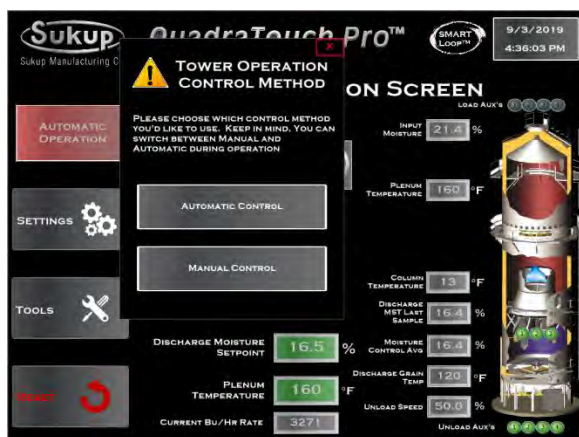 Sukup
QuadraTouch Pro™
SMART
LOOP™
9/3/2019
4:36:03 PM
Sukup Manufacturing C
TOWER OPERATION
CONTROL METHOD
X
ON SCREEN
LOAD AUX'S
PLEASE CHOOSE WHICH CONTROL METHOD
YOU'D LIKE TO USE. KEEP IN MIND, YOU CAN
SWITCH BETWEEN MANUAL AND
AUTOMATIC DURING OPERATION
AUTOMATIC
OPERATION
INPUT
MOISTURE
21.4 %
PLENUM
TEMPERATURE
160 °F
AUTOMATIC CONTROL
SETTINGS
MANUAL CONTROL
COLUMN
TEMPERATURE
13 °F
TOOLS
DISCHARGE
MST LAST
SAMPLE
16.4 %
DISCHARGE MOISTURE
SETPOINT
16.5 %
MOISTURE
CONTROL AVG
16.4 %
RESET
PLENUM
TEMPERATURE
160 °F
DISCHARGE GRAIN
TEMP
120 °F
CURRENT BU/HR RATE
3271
UNLOAD SPEED
50.0 %
UNLOAD AUX'S